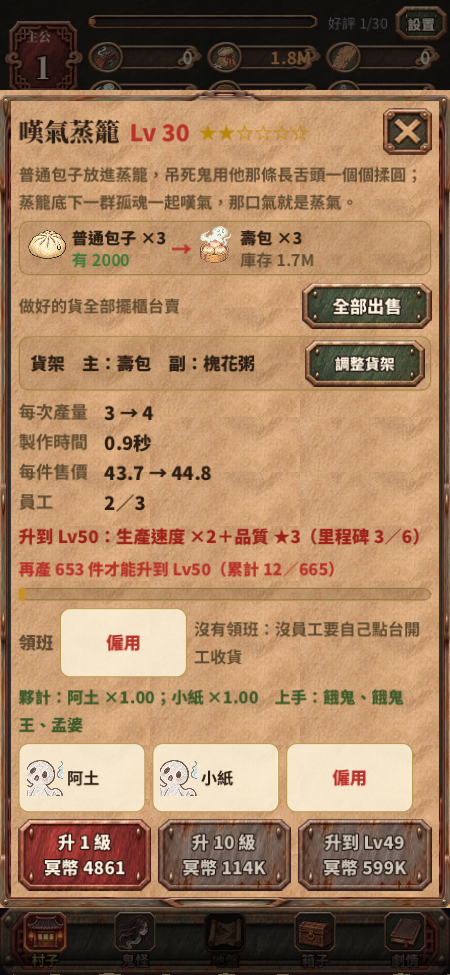 主公
1
好評 1/30
設置
0
1.8M
0
嘆氣蒸籠 Lv 30 ★★☆☆☆☆
普通包子放進蒸籠，吊死鬼用他那條長舌頭一個個揉圓；
蒸籠底下一群孤魂一起嘆氣，那口氣就是蒸氣。
普通包子 ×3
有 2000
→
壽包 ×3
庫存 1.7M
做好的貨全部擺櫃台賣
全部出售
貨架 主：壽包 副：槐花粥
調整貨架
每次產量 3 → 4
製作時間 0.9秒
每件售價 43.7 → 44.8
員工 2／3
升到 Lv50：生產速度 ×2＋品質 ★3（里程碑 3／6）
再產 653 件才能升到 Lv50（累計 12／665）
領班
僱用
沒有領班：沒員工要自己點台開
工收貨
夥計：阿土 ×1.00；小紙 ×1.00 上手：餓鬼、餓鬼
王、孟婆
阿土
小紙
僱用
升 1 級
冥幣 4861
升 10 級
冥幣 114K
升到 Lv49
冥幣 599K
村子
鬼怪
箱子
劇情